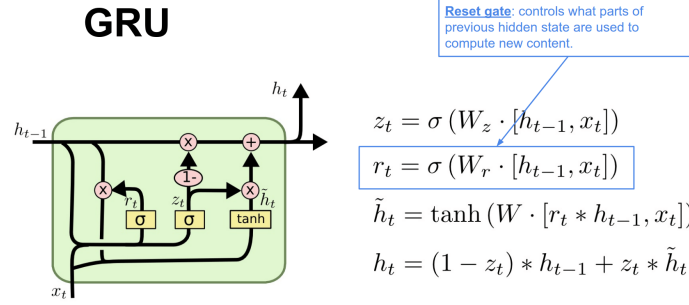 GRU
Reset gate: controls what parts of
previous hidden state are used to
compute new content.
h_t
h_{t-1}
x
+
1-
x
r_t
z_t
x
h̃_t
σ
σ
tanh
x_t
z_t = σ (W_z · [h_{t-1}, x_t])
r_t = σ (W_r · [h_{t-1}, x_t])
h̃_t = tanh (W · [r_t * h_{t-1}, x_t])
h_t = (1 − z_t) * h_{t-1} + z_t * h̃_t